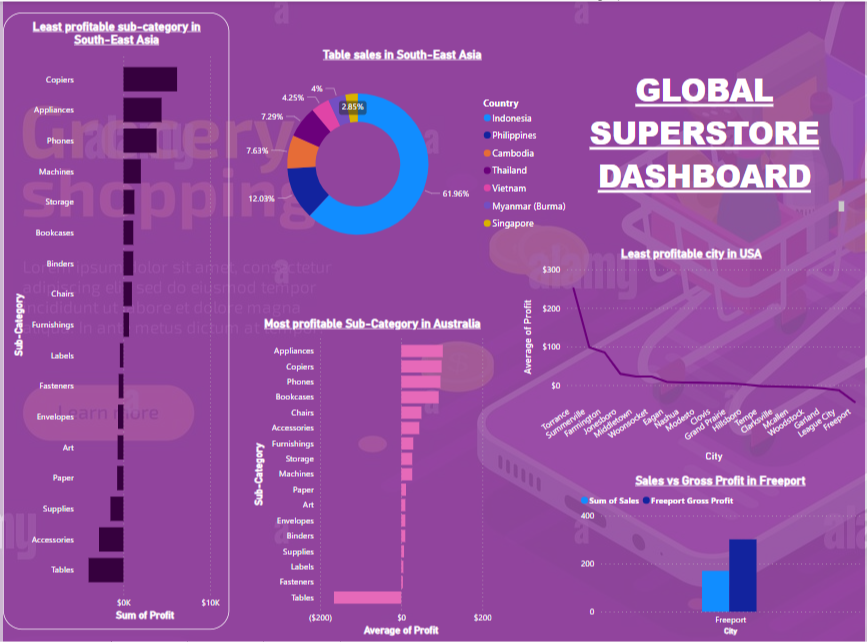 Least profitable sub-category in
South-East Asia
Copiers
Appliances
Phones
Machines
Storage
Bookcases
Binders
Chairs
Furnishings
Labels
Fasteners
Envelopes
Art
Paper
Supplies
Accessories
Tables
Sub-Category
$0K
$10K
Sum of Profit
Table sales in South-East Asia
4%
4.25%
2.85%
7.29%
7.63%
12.03%
61.96%
Country
Indonesia
Philippines
Cambodia
Thailand
Vietnam
Myanmar (Burma)
Singapore
GLOBAL
SUPERSTORE
DASHBOARD
Grocery
shopping
Lorem ipsum dolor sit amet, consectetur
adipiscing elit, sed do eiusmod tempor
incididunt ut labore et dolore magna
metus dictum at
Learn more
alamy
Most profitable Sub-Category in Australia
Appliances
Copiers
Phones
Bookcases
Chairs
Accessories
Furnishings
Storage
Machines
Paper
Art
Envelopes
Binders
Supplies
Labels
Fasteners
Tables
Sub-Category
($200)
$0
$200
Average of Profit
Least profitable city in USA
$300
$200
$100
$0
Average of Profit
Torrance
Summerville
Farmington
Jonesboro
Middletown
Woonsocket
Eagan
Nashua
Modesto
Clovis
Grand Prairie
Hillsboro
Tempe
Clarksville
Mcallen
Woodstock
Garland
League City
Freeport
City
Sales vs Gross Profit in Freeport
Sum of Sales
Freeport Gross Profit
400
200
0
Freeport
City